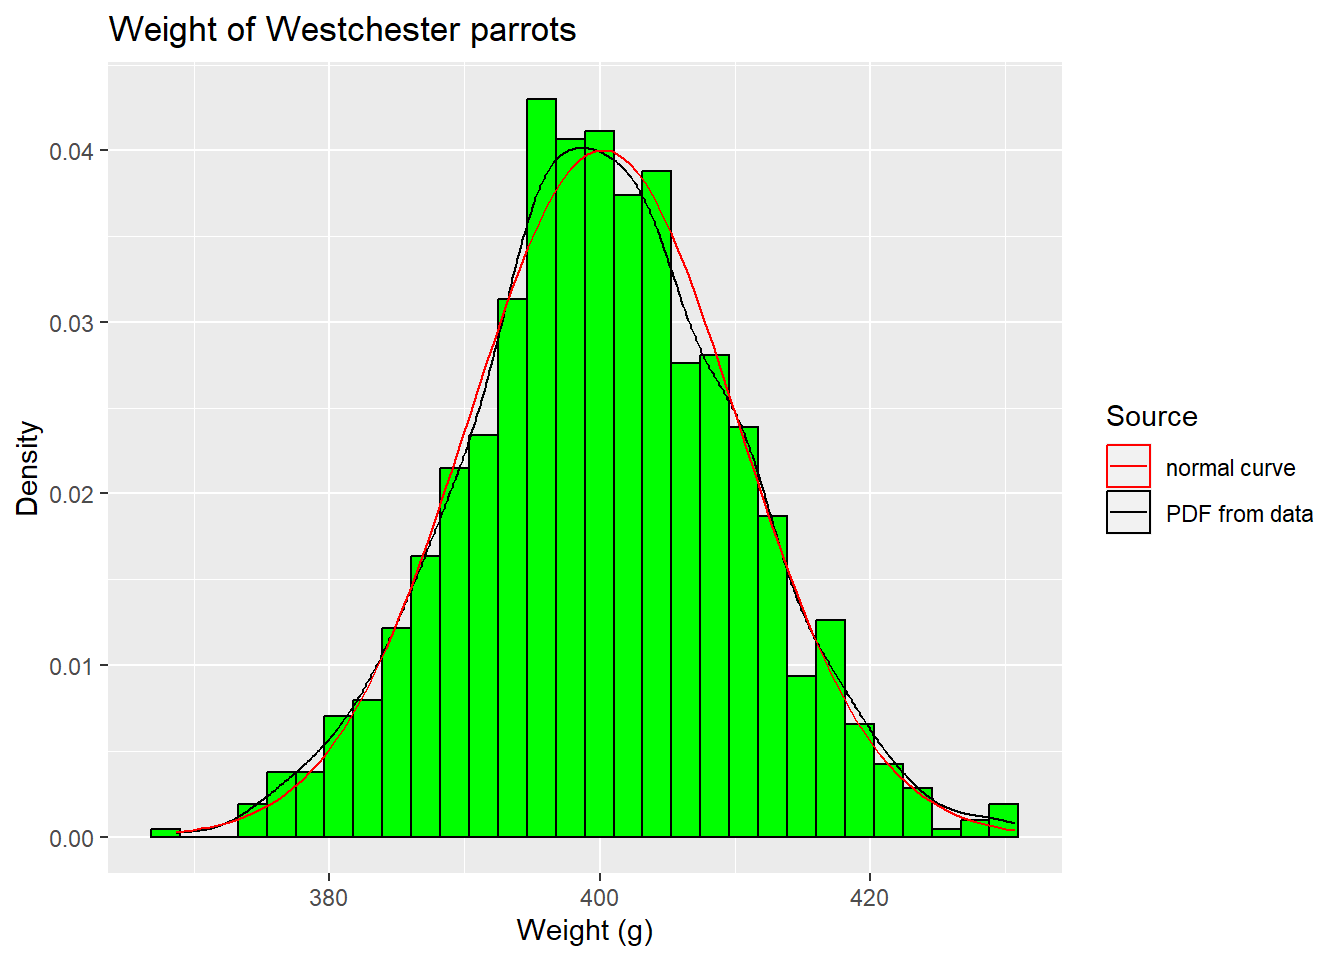 Weight of Westchester parrots
Density
0.04
0.03
0.02
0.01
0.00
380 400 420
Weight (g)
Source
normal curve
PDF from data